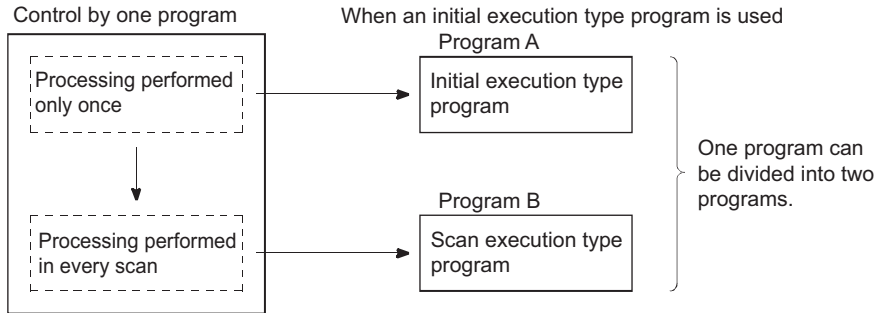 Control by one program
When an initial execution type program is used
Program A
Processing performed
only once
Initial execution type
program
One program can
be divided into two
programs.
Program B
Processing performed
in every scan
Scan execution type
program